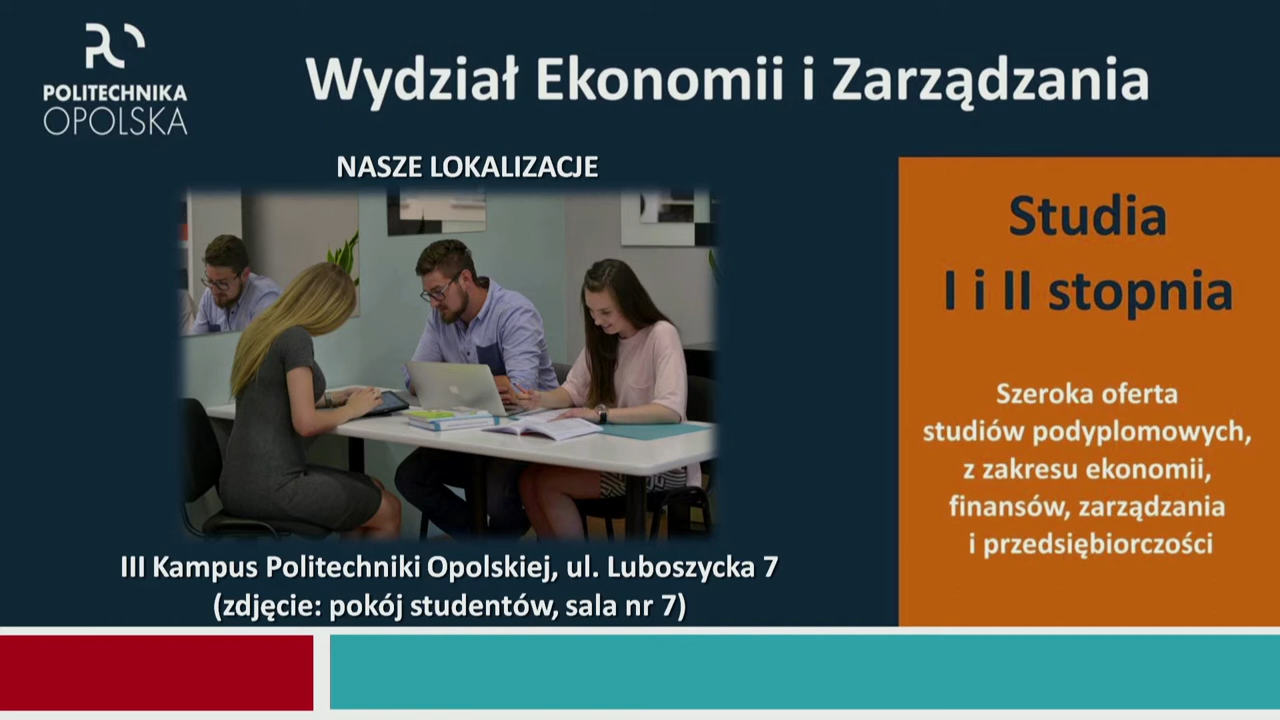 POLITECHNIKA
OPOLSKA
Wydział Ekonomii i Zarządzania
NASZE LOKALIZACJE
III Kampus Politechniki Opolskiej, ul. Luboszycka 7
(zdjęcie: pokój studentów, sala nr 7)
Studia
I i II stopnia
Szeroka oferta
studiów podyplomowych,
z zakresu ekonomii,
finansów, zarządzania
i przedsiębiorczości